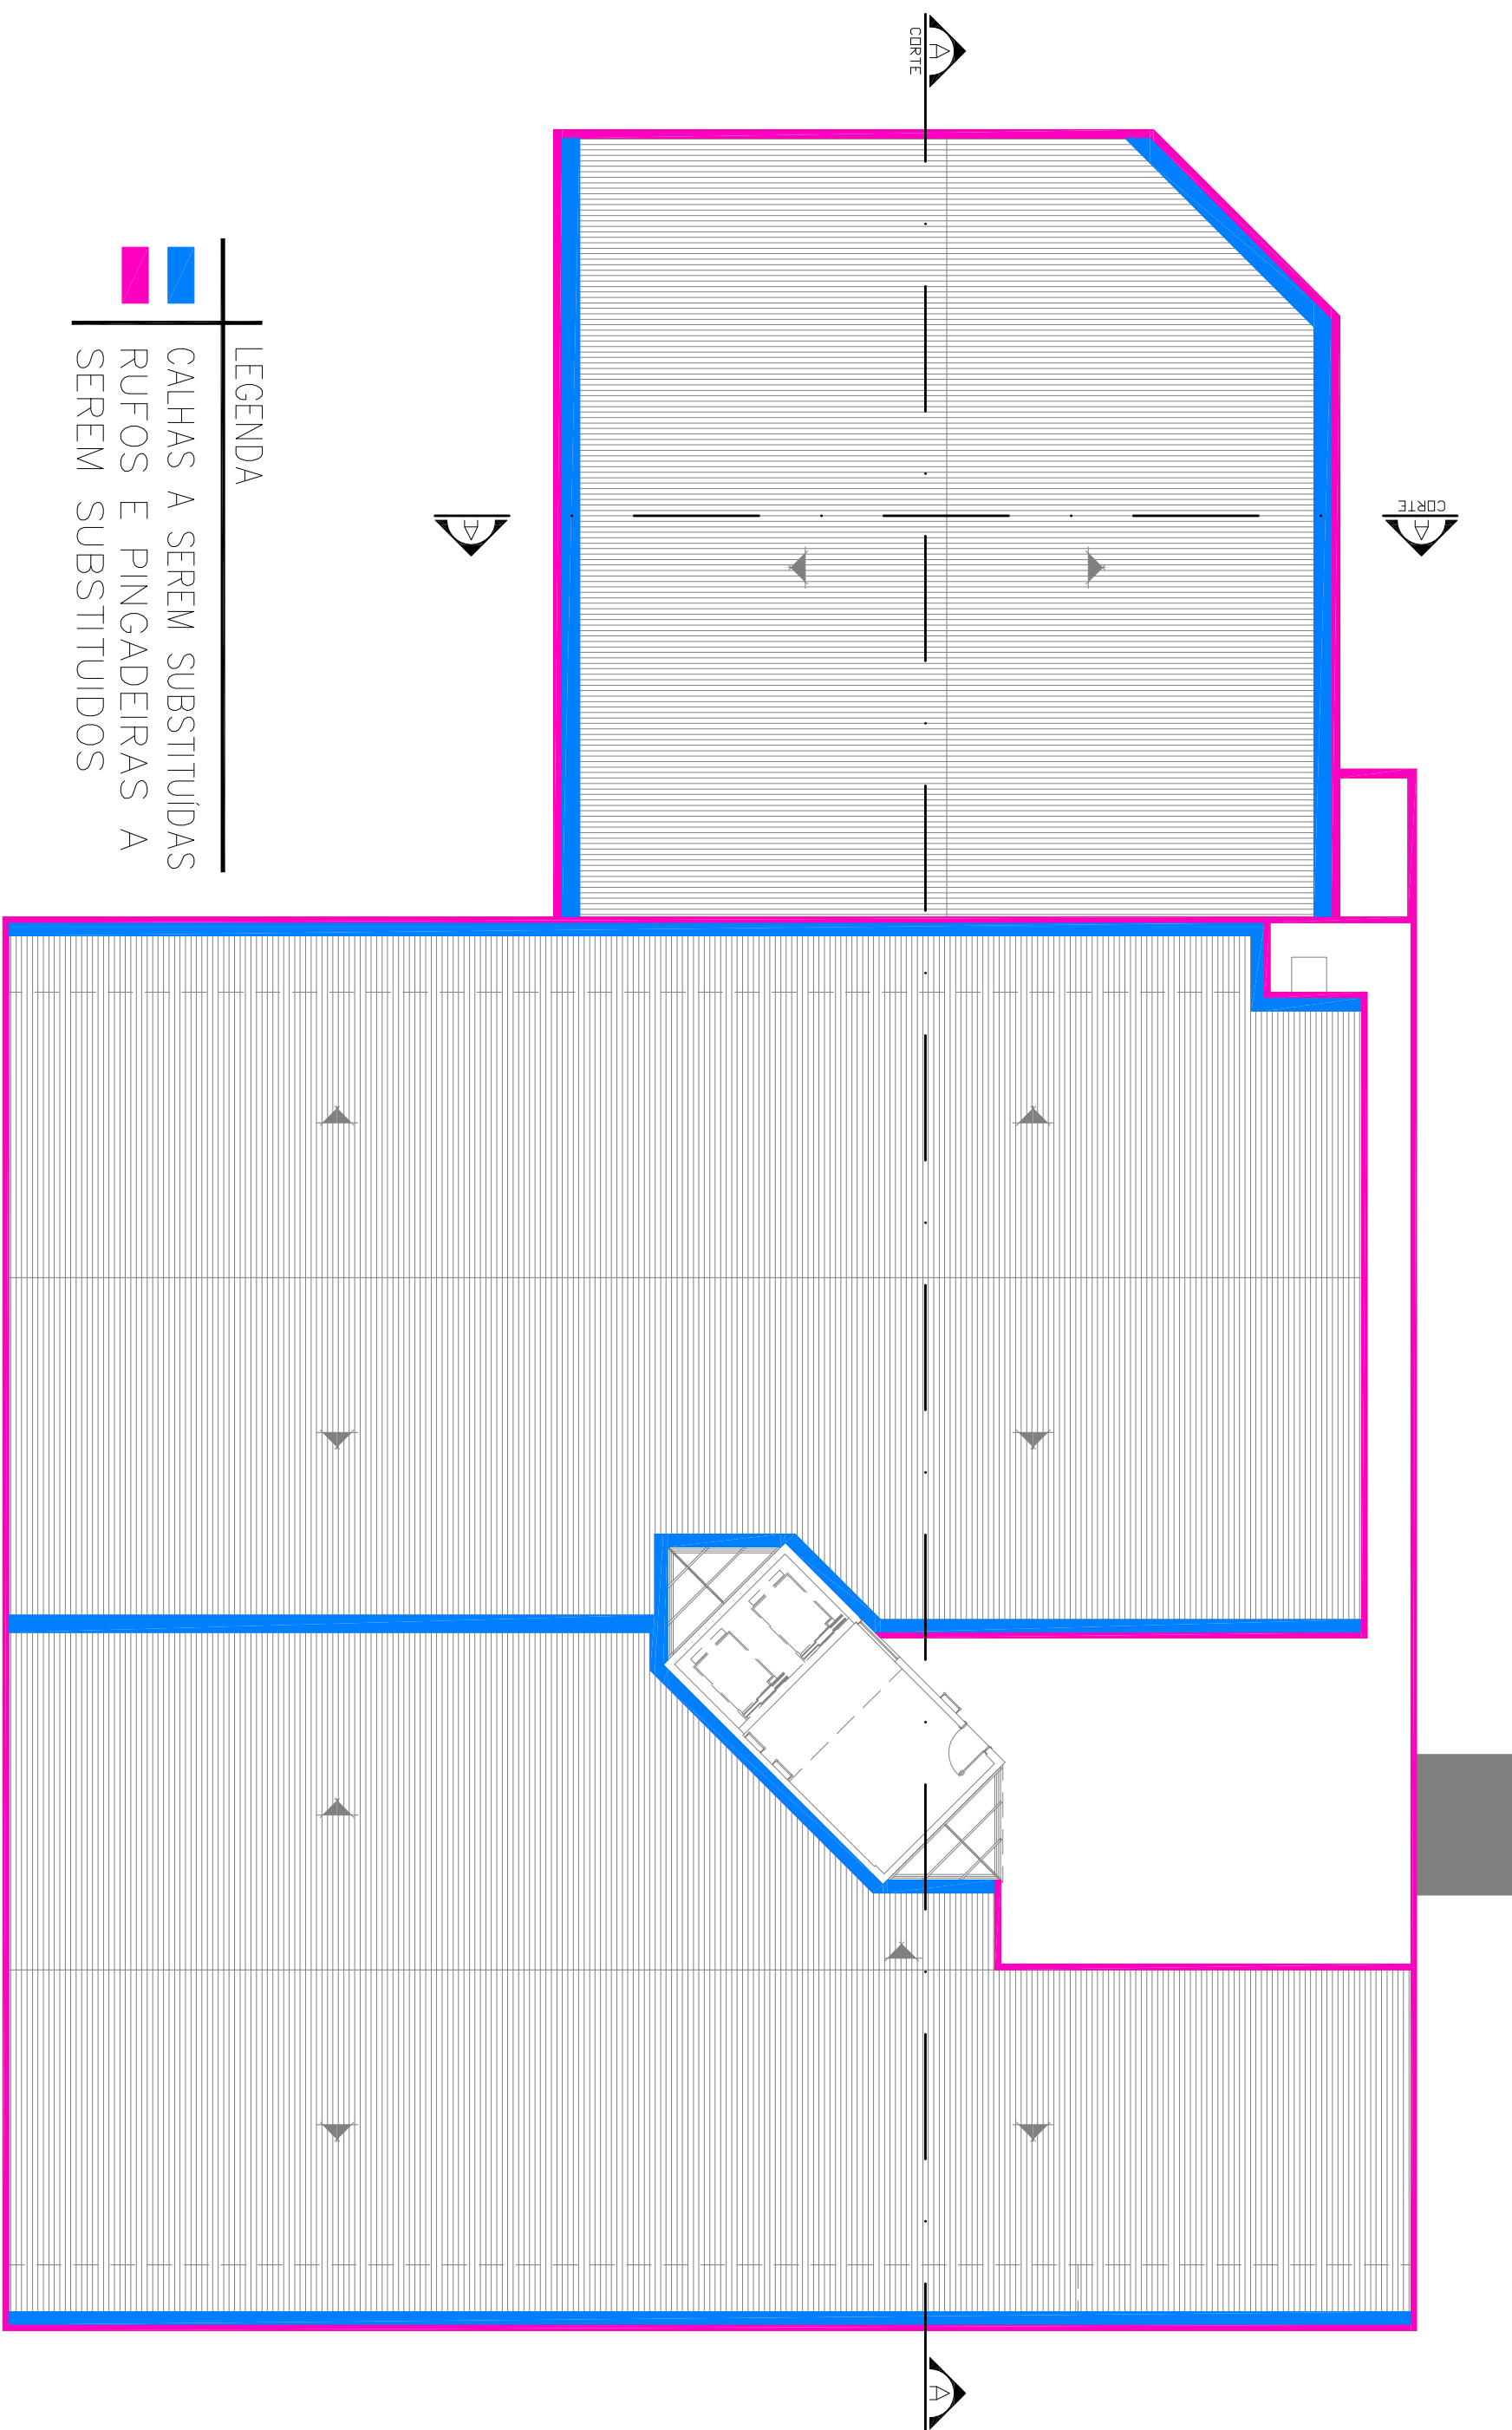 CORTE
A
LEGENDA
CALHAS A SEREM SUBSTITUÍDAS
RUFOS E PINGADEIRAS A
SEREM SUBSTITUIDOS
A
CORTE
A
A